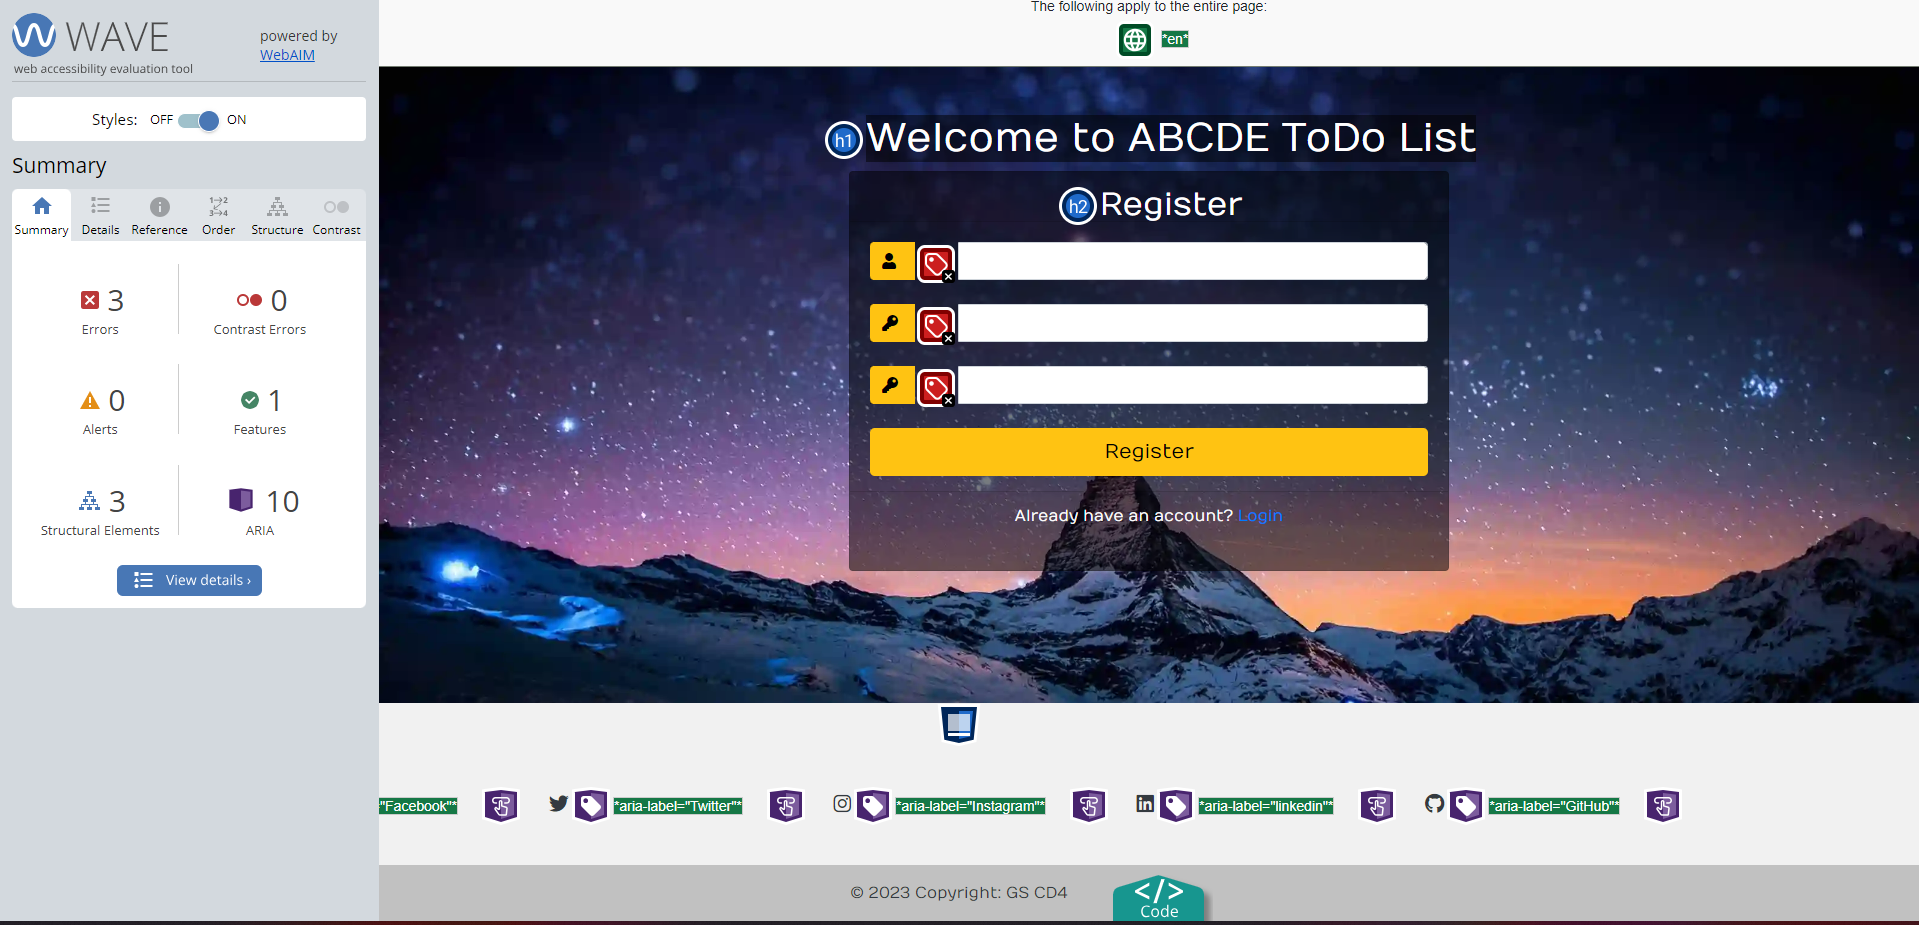 WAVE
web accessibility evaluation tool
powered by
WebAIM
Styles: OFF ON
Summary
Summary Details Reference Order Structure Contrast
3
Errors
0
Contrast Errors
0
Alerts
1
Features
3
Structural Elements
10
ARIA
View details ›
The following apply to the entire page:
*en*
h1 Welcome to ABCDE ToDo List
h2 Register
Register
Already have an account? Login
="Facebook"* *aria-label="Twitter"* *aria-label="Instagram"* *aria-label="linkedin"* *aria-label="GitHub"*
© 2023 Copyright: GS CD4
</>
Code